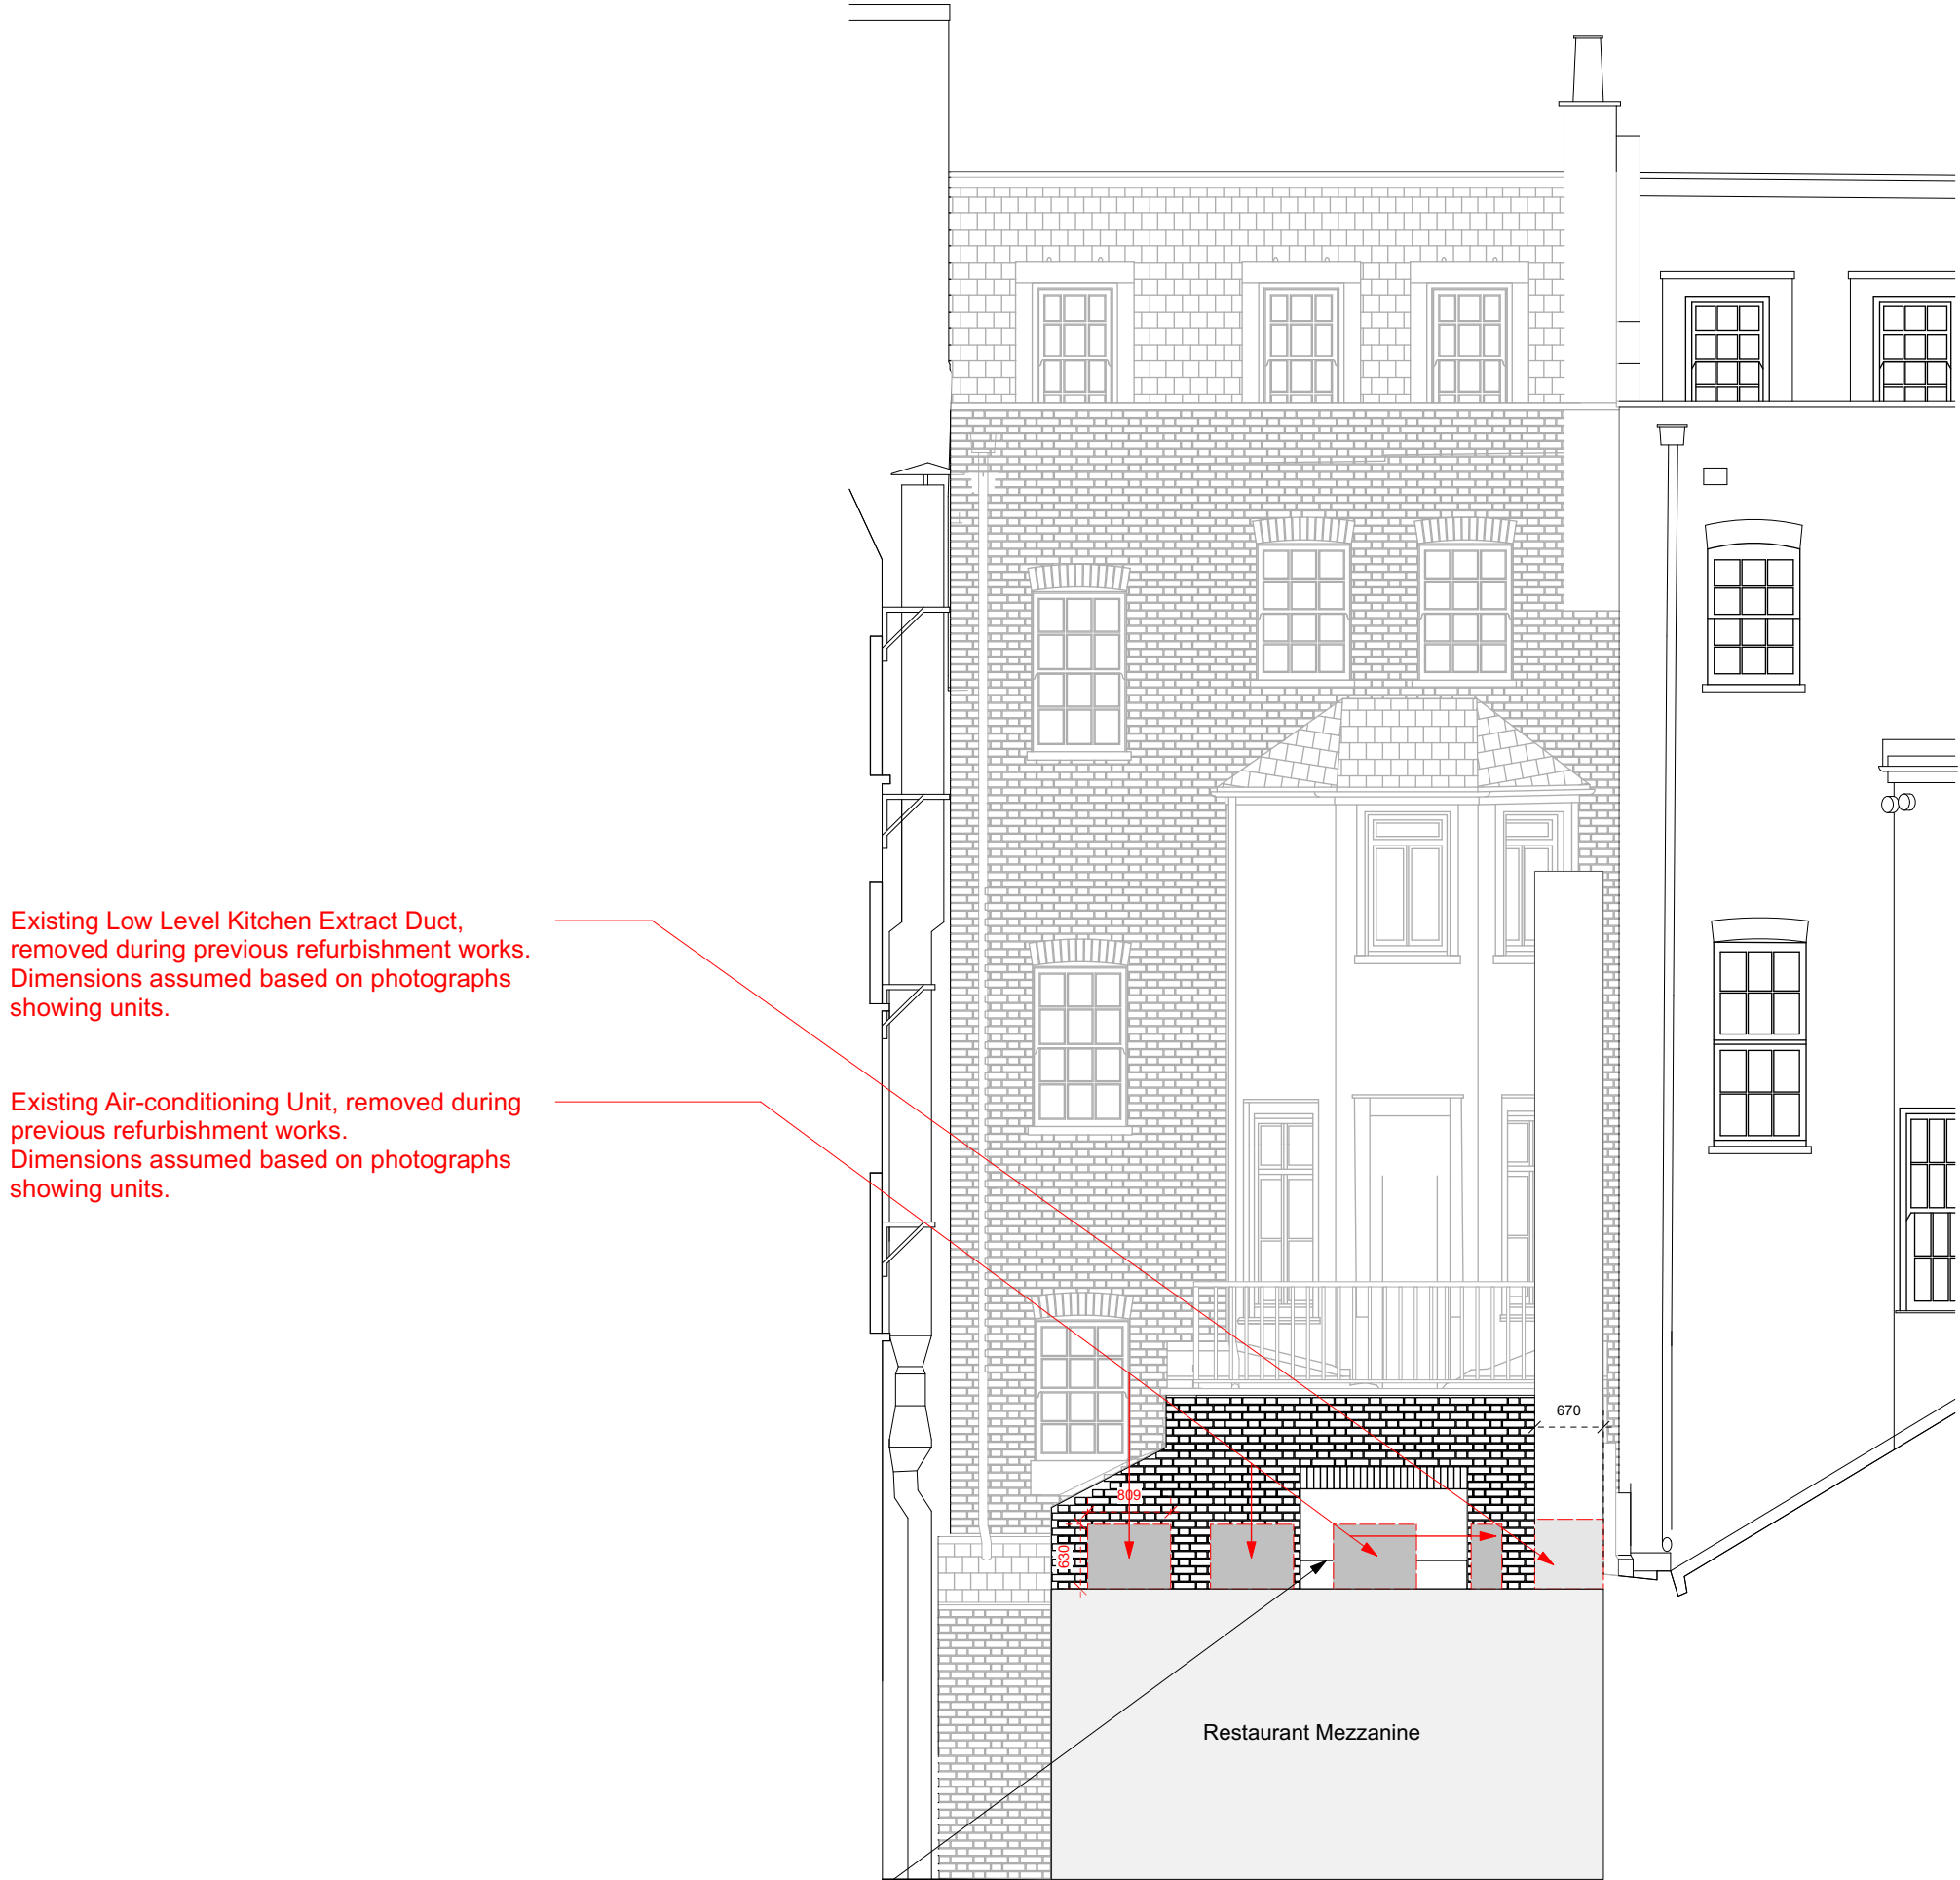 Existing Low Level Kitchen Extract Duct,
removed during previous refurbishment works.
Dimensions assumed based on photographs
showing units.
Existing Air-conditioning Unit, removed during
previous refurbishment works.
Dimensions assumed based on photographs
showing units.
670
809
630
Restaurant Mezzanine